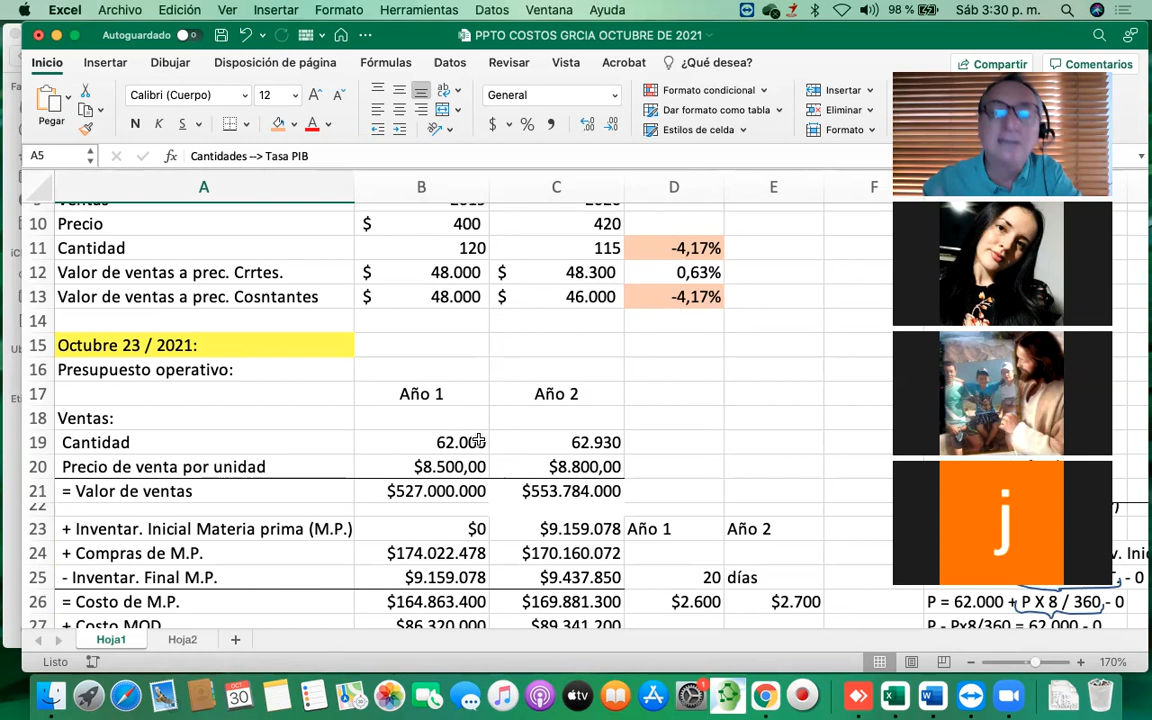 Excel Archivo Edición Ver Insertar Formato Herramientas Datos Ventana Ayuda 98 % Sáb 3:30 p. m.
Autoguardado PPTO COSTOS GRCIA OCTUBRE DE 2021
Inicio Insertar Dibujar Disposición de página Fórmulas Datos Revisar Vista Acrobat ¿Qué desea? Compartir Comentarios
Pegar Calibri (Cuerpo) 12 General Formato condicional Insertar
Dar formato como tabla Eliminar
N K S $ % Estilos de celda Formato
A5 fx Cantidades --> Tasa PIB
A B C D E F
10 Precio $ 400 420
11 Cantidad 120 115 -4,17%
12 Valor de ventas a prec. Crrtes. $ 48.000 $ 48.300 0,63%
13 Valor de ventas a prec. Cosntantes $ 48.000 $ 46.000 -4,17%
14
15 Octubre 23 / 2021:
16 Presupuesto operativo:
17 Año 1 Año 2
18 Ventas:
19 Cantidad 62.000 62.930
20 Precio de venta por unidad $8.500,00 $8.800,00
21 = Valor de ventas $527.000.000 $553.784.000
22
23 + Inventar. Inicial Materia prima (M.P.) $0 $9.159.078 Año 1 Año 2
24 + Compras de M.P. $174.022.478 $170.160.072
25 - Inventar. Final M.P. $9.159.078 $9.437.850 20 días - 0
26 = Costo de M.P. $164.863.400 $169.881.300 $2.600 $2.700 P = 62.000 + P X 8 / 360, - 0
27 + Costo MOD 86.320.000 $89.341.200 P - Px8/360 = 62.000 - 0
Hoja1 Hoja2 +
Listo 170%
j
OCT
30
tv